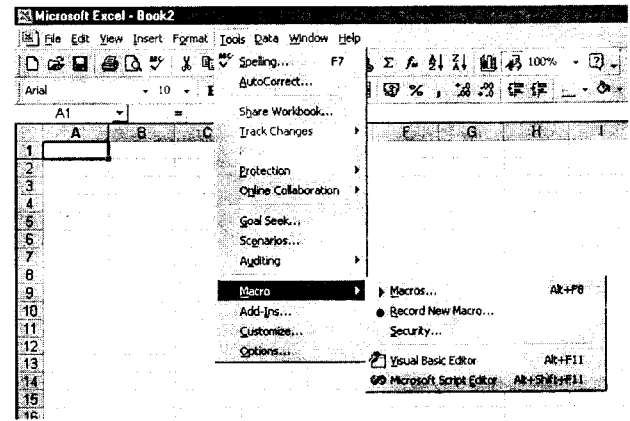 Microsoft Excel - Book2
File Edit View Insert Format Tools Data Window Help
Spelling... F7
100%
AutoCorrect...
Arial 10
A1 =
Share Workbook...
Track Changes
A B C F G H I
1
2
3
4
5
6
7
8
9
10
11
12
13
14
15
16
Protection
Online Collaboration
Goal Seek...
Scenarios...
Auditing
Macro
Add-Ins...
Customize...
Options...
Macros... Alt+F8
Record New Macro...
Security...
Visual Basic Editor Alt+F11
Microsoft Script Editor Alt+Shift+F11